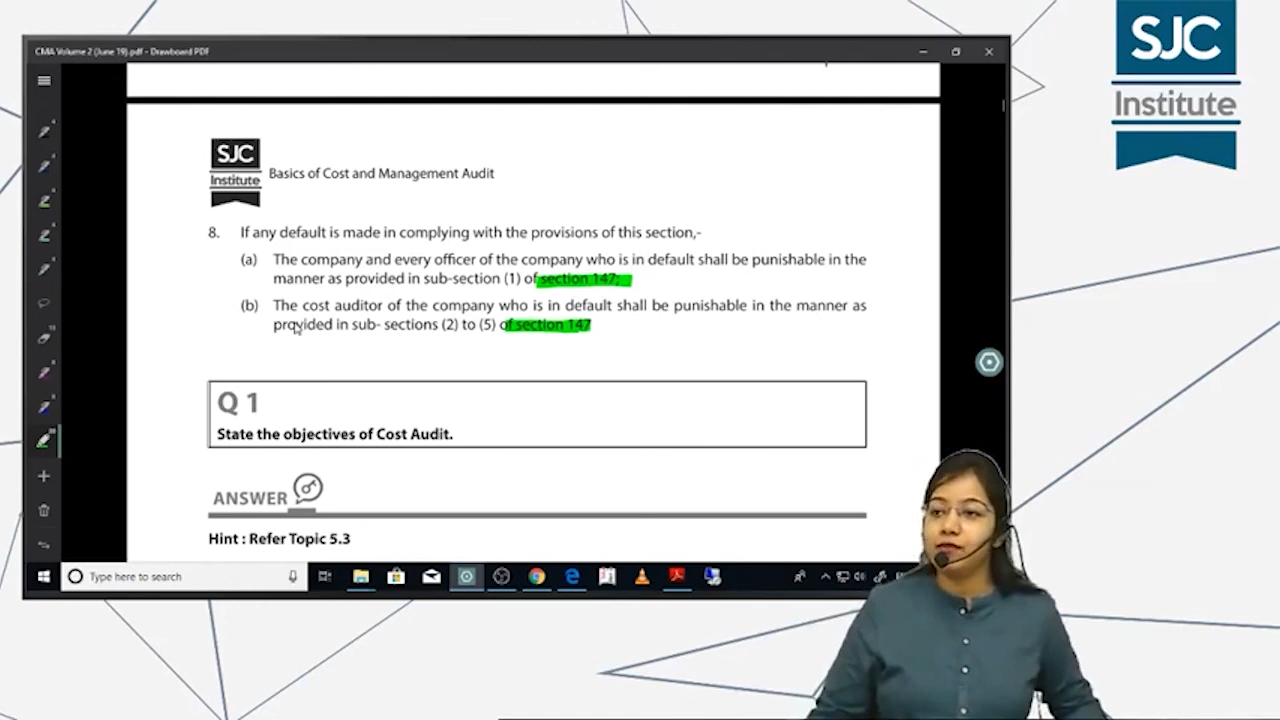 SJC
Institute
CMA Volume 2 (June 19).pdf - Drawboard PDF
SJC
Institute
Basics of Cost and Management Audit
8. If any default is made in complying with the provisions of this section,-
(a) The company and every officer of the company who is in default shall be punishable in the
manner as provided in sub-section (1) of section 147;
(b) The cost auditor of the company who is in default shall be punishable in the manner as
provided in sub- sections (2) to (5) of section 147
Q 1
State the objectives of Cost Audit.
ANSWER
Hint : Refer Topic 5.3
Type here to search